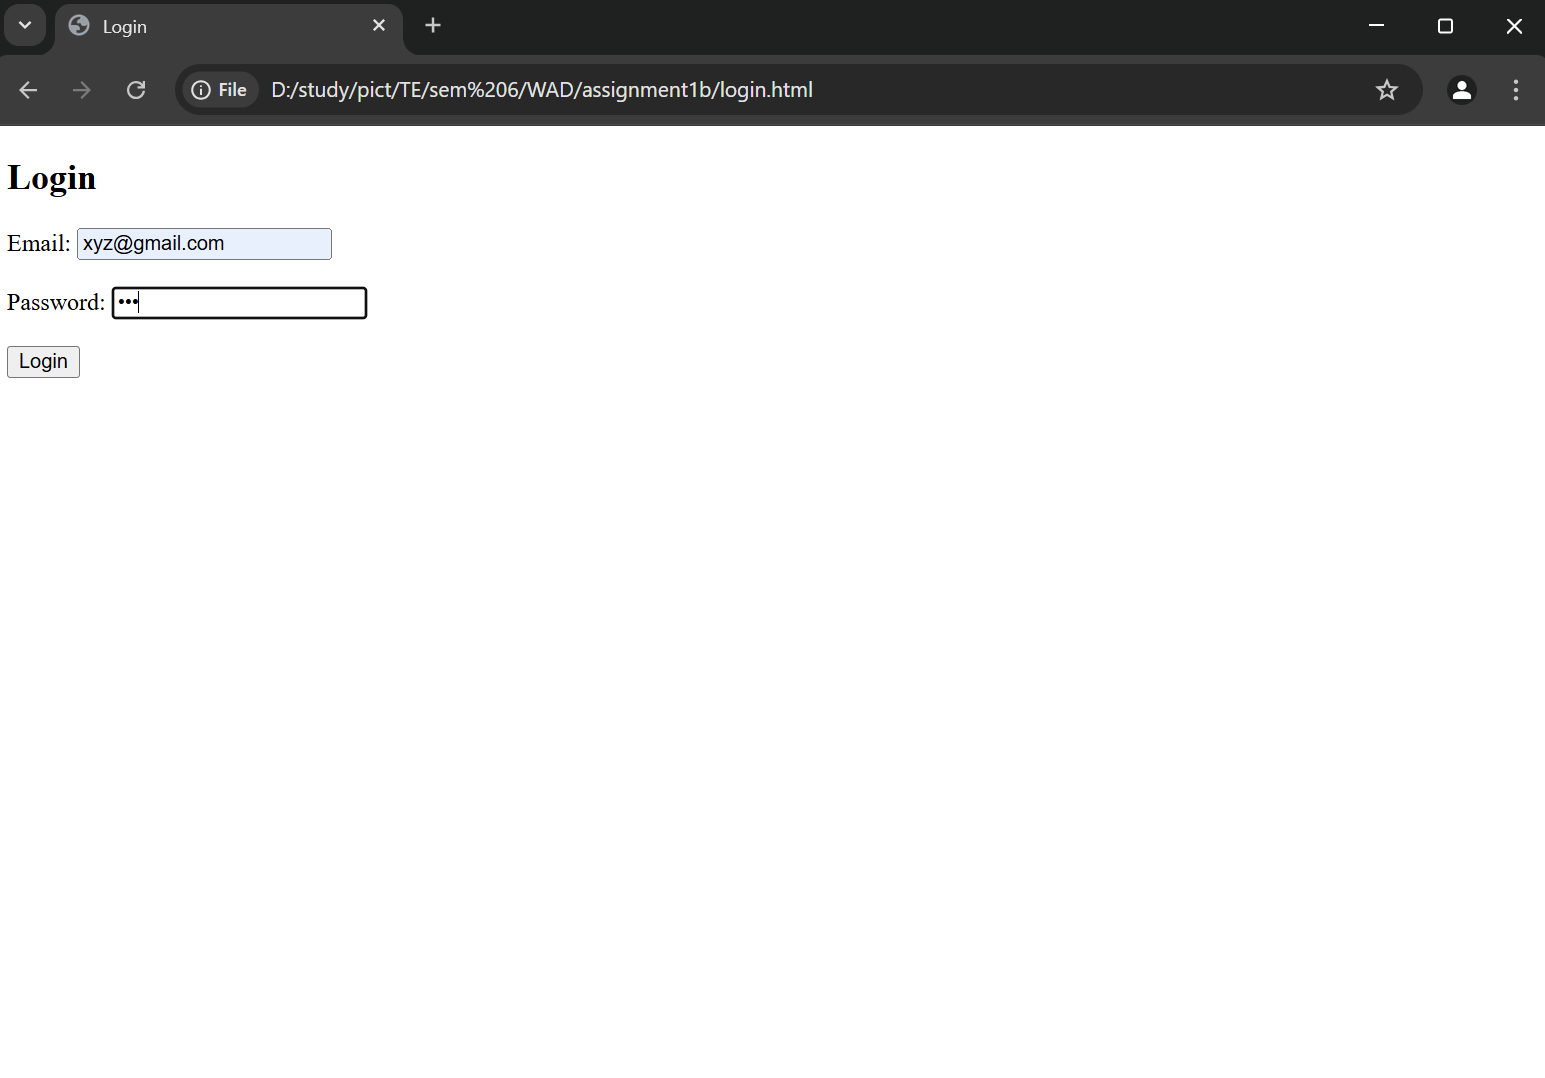 Login
File
D:/study/pict/TE/sem%206/WAD/assignment1b/login.html
Login
Email: xyz@gmail.com
Password: •••
Login